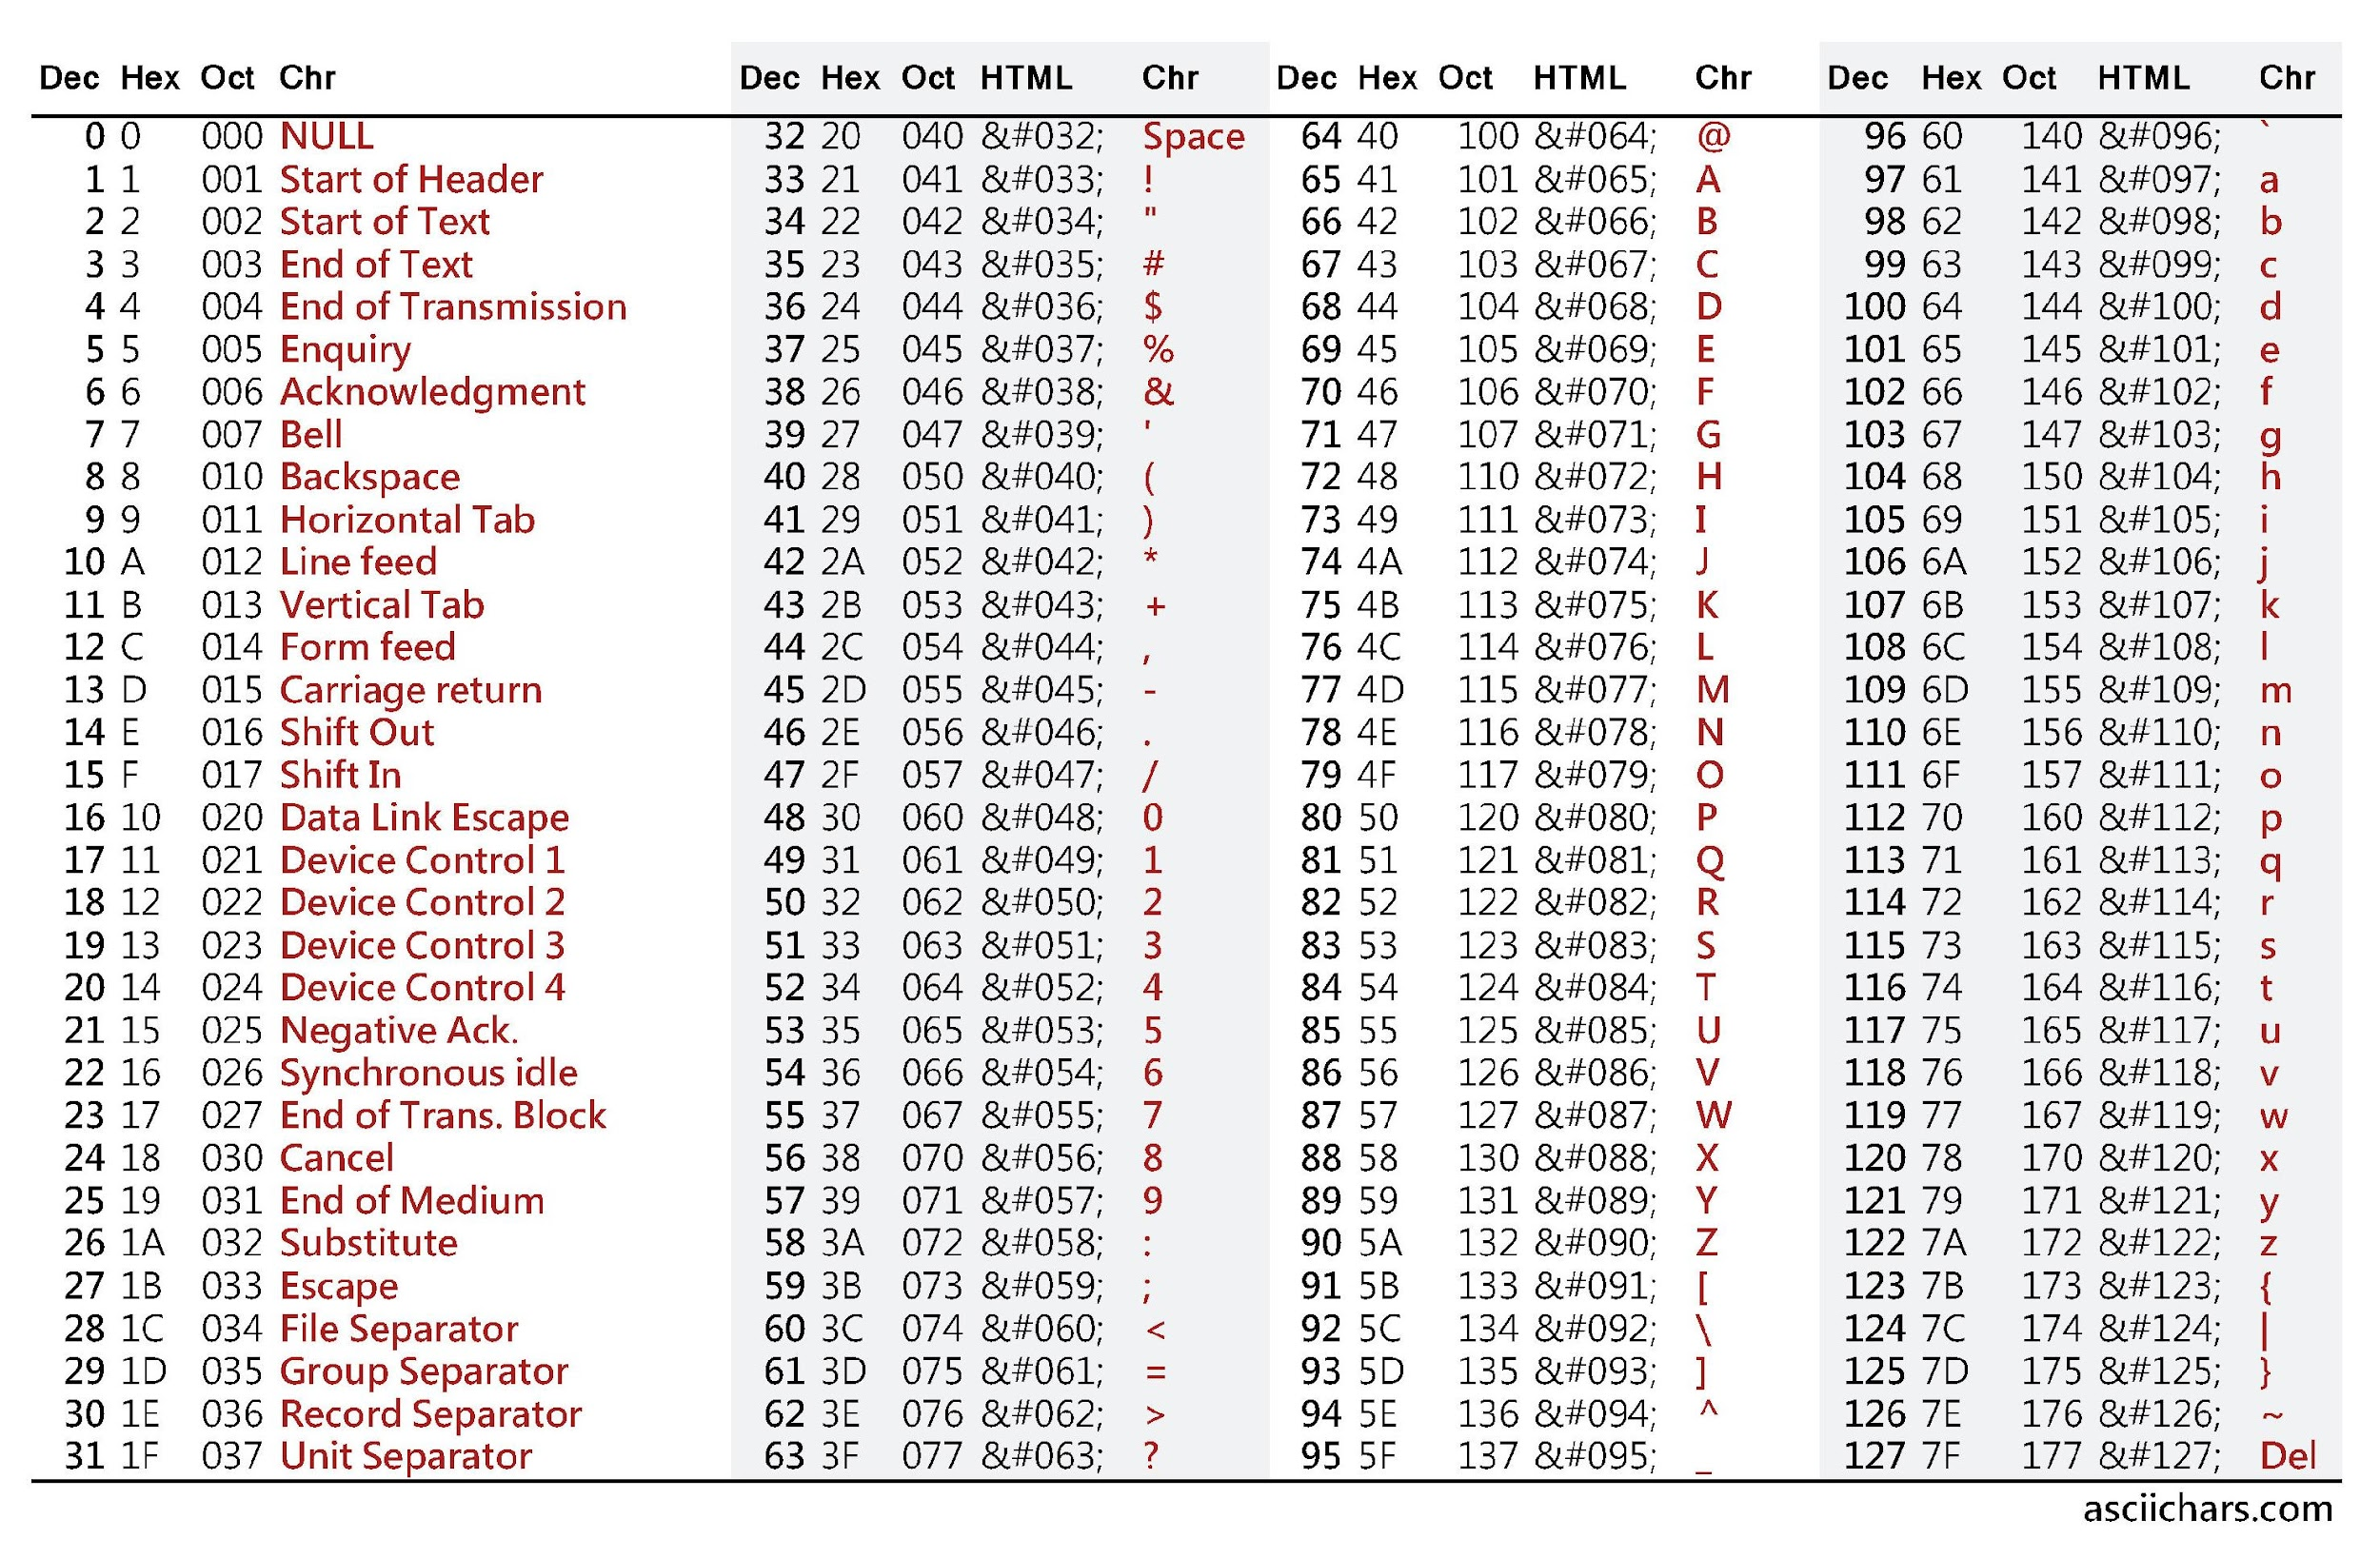 Dec Hex Oct Chr Dec Hex Oct HTML Chr Dec Hex Oct HTML Chr Dec Hex Oct HTML Chr
0 0 000 NULL 32 20 040 &#032; Space 64 40 100 &#064; @ 96 60 140 &#096; `
1 1 001 Start of Header 33 21 041 &#033; ! 65 41 101 &#065; A 97 61 141 &#097; a
2 2 002 Start of Text 34 22 042 &#034; " 66 42 102 &#066; B 98 62 142 &#098; b
3 3 003 End of Text 35 23 043 &#035; # 67 43 103 &#067; C 99 63 143 &#099; c
4 4 004 End of Transmission 36 24 044 &#036; $ 68 44 104 &#068; D 100 64 144 &#100; d
5 5 005 Enquiry 37 25 045 &#037; % 69 45 105 &#069; E 101 65 145 &#101; e
6 6 006 Acknowledgment 38 26 046 &#038; & 70 46 106 &#070; F 102 66 146 &#102; f
7 7 007 Bell 39 27 047 &#039; ' 71 47 107 &#071; G 103 67 147 &#103; g
8 8 010 Backspace 40 28 050 &#040; ( 72 48 110 &#072; H 104 68 150 &#104; h
9 9 011 Horizontal Tab 41 29 051 &#041; ) 73 49 111 &#073; I 105 69 151 &#105; i
10 A 012 Line feed 42 2A 052 &#042; * 74 4A 112 &#074; J 106 6A 152 &#106; j
11 B 013 Vertical Tab 43 2B 053 &#043; + 75 4B 113 &#075; K 107 6B 153 &#107; k
12 C 014 Form feed 44 2C 054 &#044; , 76 4C 114 &#076; L 108 6C 154 &#108; l
13 D 015 Carriage return 45 2D 055 &#045; - 77 4D 115 &#077; M 109 6D 155 &#109; m
14 E 016 Shift Out 46 2E 056 &#046; . 78 4E 116 &#078; N 110 6E 156 &#110; n
15 F 017 Shift In 47 2F 057 &#047; / 79 4F 117 &#079; O 111 6F 157 &#111; o
16 10 020 Data Link Escape 48 30 060 &#048; 0 80 50 120 &#080; P 112 70 160 &#112; p
17 11 021 Device Control 1 49 31 061 &#049; 1 81 51 121 &#081; Q 113 71 161 &#113; q
18 12 022 Device Control 2 50 32 062 &#050; 2 82 52 122 &#082; R 114 72 162 &#114; r
19 13 023 Device Control 3 51 33 063 &#051; 3 83 53 123 &#083; S 115 73 163 &#115; s
20 14 024 Device Control 4 52 34 064 &#052; 4 84 54 124 &#084; T 116 74 164 &#116; t
21 15 025 Negative Ack. 53 35 065 &#053; 5 85 55 125 &#085; U 117 75 165 &#117; u
22 16 026 Synchronous idle 54 36 066 &#054; 6 86 56 126 &#086; V 118 76 166 &#118; v
23 17 027 End of Trans. Block 55 37 067 &#055; 7 87 57 127 &#087; W 119 77 167 &#119; w
24 18 030 Cancel 56 38 070 &#056; 8 88 58 130 &#088; X 120 78 170 &#120; x
25 19 031 End of Medium 57 39 071 &#057; 9 89 59 131 &#089; Y 121 79 171 &#121; y
26 1A 032 Substitute 58 3A 072 &#058; : 90 5A 132 &#090; Z 122 7A 172 &#122; z
27 1B 033 Escape 59 3B 073 &#059; ; 91 5B 133 &#091; [ 123 7B 173 &#123; {
28 1C 034 File Separator 60 3C 074 &#060; < 92 5C 134 &#092; \ 124 7C 174 &#124; |
29 1D 035 Group Separator 61 3D 075 &#061; = 93 5D 135 &#093; ] 125 7D 175 &#125; }
30 1E 036 Record Separator 62 3E 076 &#062; > 94 5E 136 &#094; ^ 126 7E 176 &#126; ~
31 1F 037 Unit Separator 63 3F 077 &#063; ? 95 5F 137 &#095; _ 127 7F 177 &#127; Del
asciichars.com